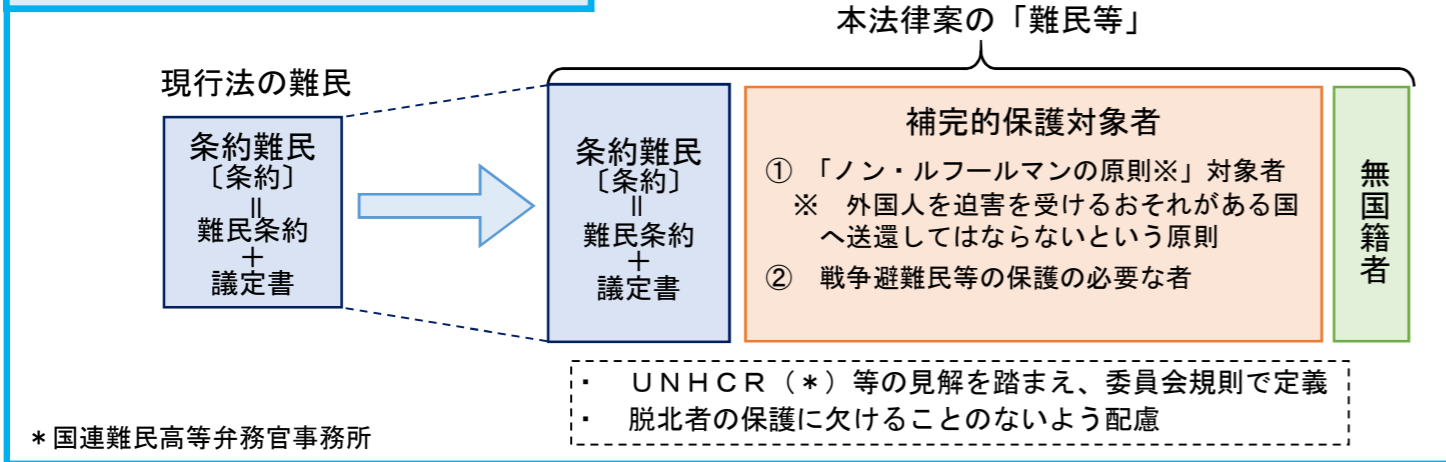 本法律案の「難民等」
現行法の難民
条約難民
〔条約〕
＝
難民条約
＋
議定書
条約難民
〔条約〕
＝
難民条約
＋
議定書
補完的保護対象者
① 「ノン・ルフールマンの原則※」対象者
※ 外国人を迫害を受けるおそれがある国
へ送還してはならないという原則
② 戦争避難民等の保護の必要な者
無国籍者
・ ＵＮＨＣＲ（＊）等の見解を踏まえ、委員会規則で定義
・ 脱北者の保護に欠けることのないよう配慮
＊国連難民高等弁務官事務所